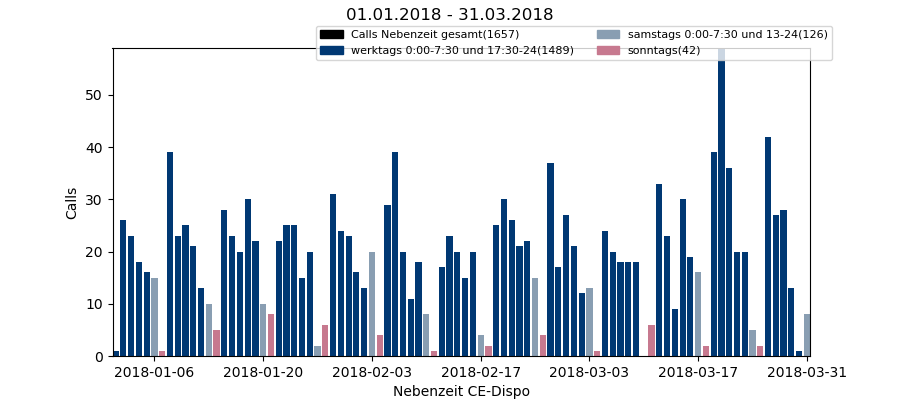 01.01.2018 - 31.03.2018
Calls Nebenzeit gesamt(1657)
werktags 0:00-7:30 und 17:30-24(1489)
samstags 0:00-7:30 und 13-24(126)
sonntags(42)
Calls
50
40
30
20
10
0
2018-01-06 2018-01-20 2018-02-03 2018-02-17 2018-03-03 2018-03-17 2018-03-31
Nebenzeit CE-Dispo